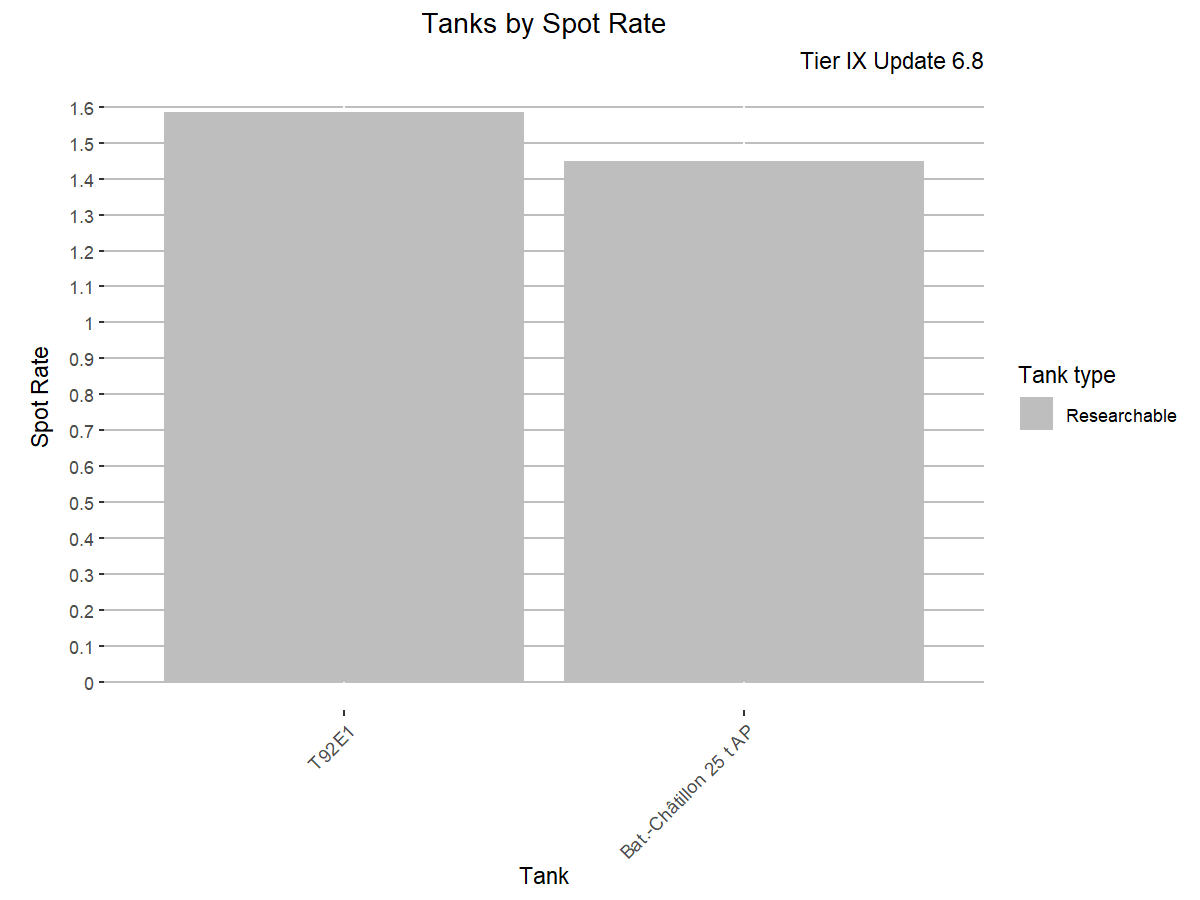 Tanks by Spot Rate
Tier IX Update 6.8
1.6
1.5
1.4
1.3
1.2
1.1
1
0.9
0.8
0.7
0.6
0.5
0.4
0.3
0.2
0.1
0
Spot Rate
Tank type
Researchable
T92E1
Bat.-Châtillon 25 t AP
Tank